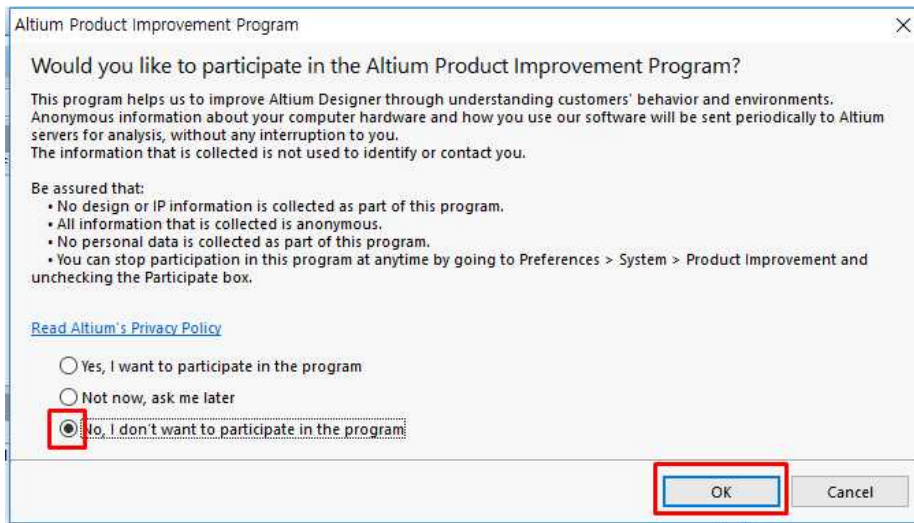 Altium Product Improvement Program
Would you like to participate in the Altium Product Improvement Program?
This program helps us to improve Altium Designer through understanding customers' behavior and environments.
Anonymous information about your computer hardware and how you use our software will be sent periodically to Altium
servers for analysis, without any interruption to you.
The information that is collected is not used to identify or contact you.
Be assured that:
• No design or IP information is collected as part of this program.
• All information that is collected is anonymous.
• No personal data is collected as part of this program.
• You can stop participation in this program at anytime by going to Preferences > System > Product Improvement and
unchecking the Participate box.
Read Altium's Privacy Policy
Yes, I want to participate in the program
Not now, ask me later
No, I don't want to participate in the program
OK
Cancel